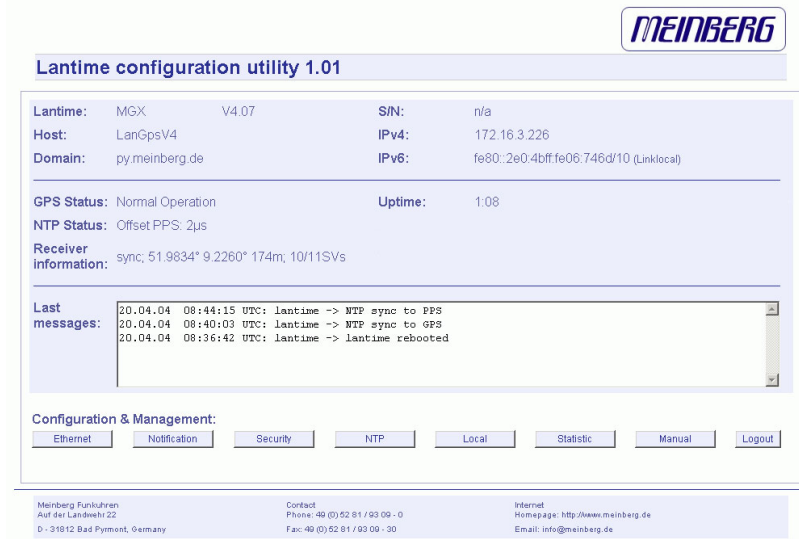 MEINBERG
Lantime configuration utility 1.01
Lantime: MGX V4.07 S/N: n/a
Host: LanGpsV4 IPv4: 172.16.3.226
Domain: py.meinberg.de IPv6: fe80::2e0:4bff:fe06:746d/10 (Linklocal)
GPS Status: Normal Operation Uptime: 1:08
NTP Status: Offset PPS: 2µs
Receiver
information: sync; 51.9834° 9.2260° 174m; 10/11SVs
Last
messages:
20.04.04 08:44:15 UTC: lantime -> NTP sync to PPS
20.04.04 08:40:03 UTC: lantime -> NTP sync to GPS
20.04.04 08:36:42 UTC: lantime -> lantime rebooted
Configuration & Management:
Ethernet Notification Security NTP Local Statistic Manual Logout
Meinberg Funkuhren Contact Internet
Auf der Landwehr 22 Phone: 49 (0) 52 81 / 93 09 - 0 Homepage: http://www.meinberg.de
D - 31812 Bad Pyrmont, Germany Fax: 49 (0) 52 81 / 93 09 - 30 Email: info@meinberg.de